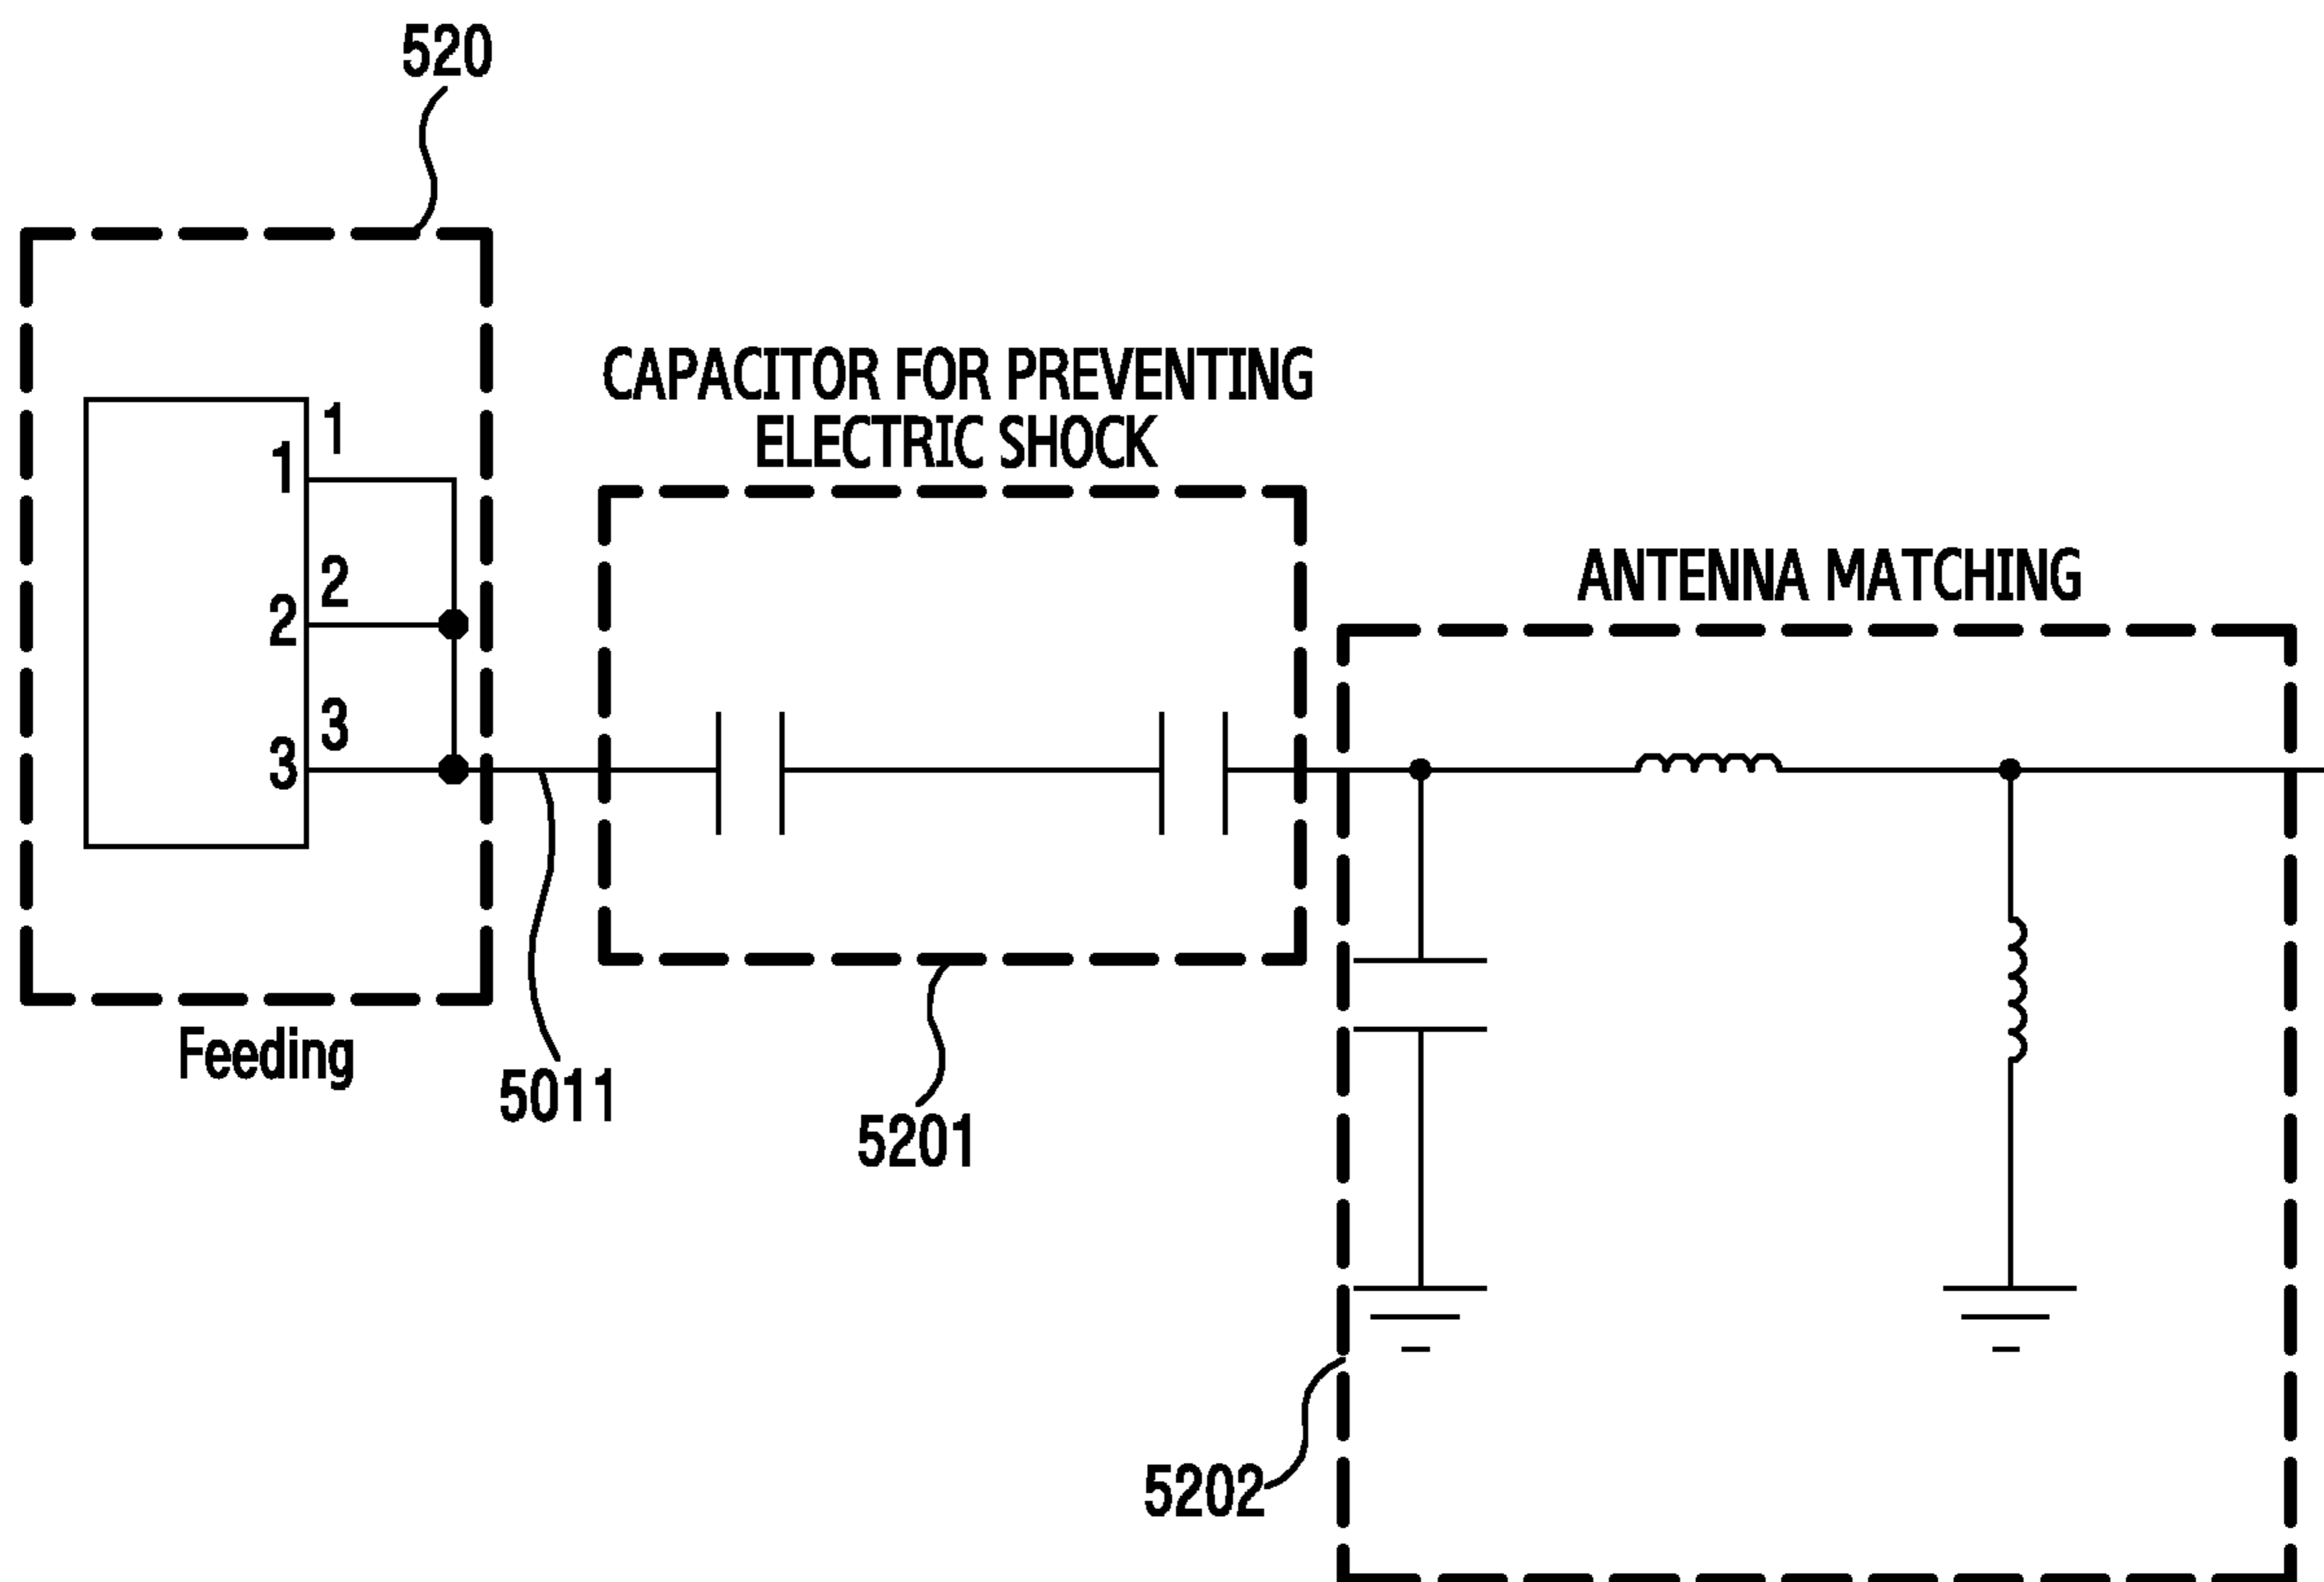 520
CAPACITOR FOR PREVENTING
ELECTRIC SHOCK
1
1
2
2
3
3
ANTENNA MATCHING
Feeding
5011
5201
5202